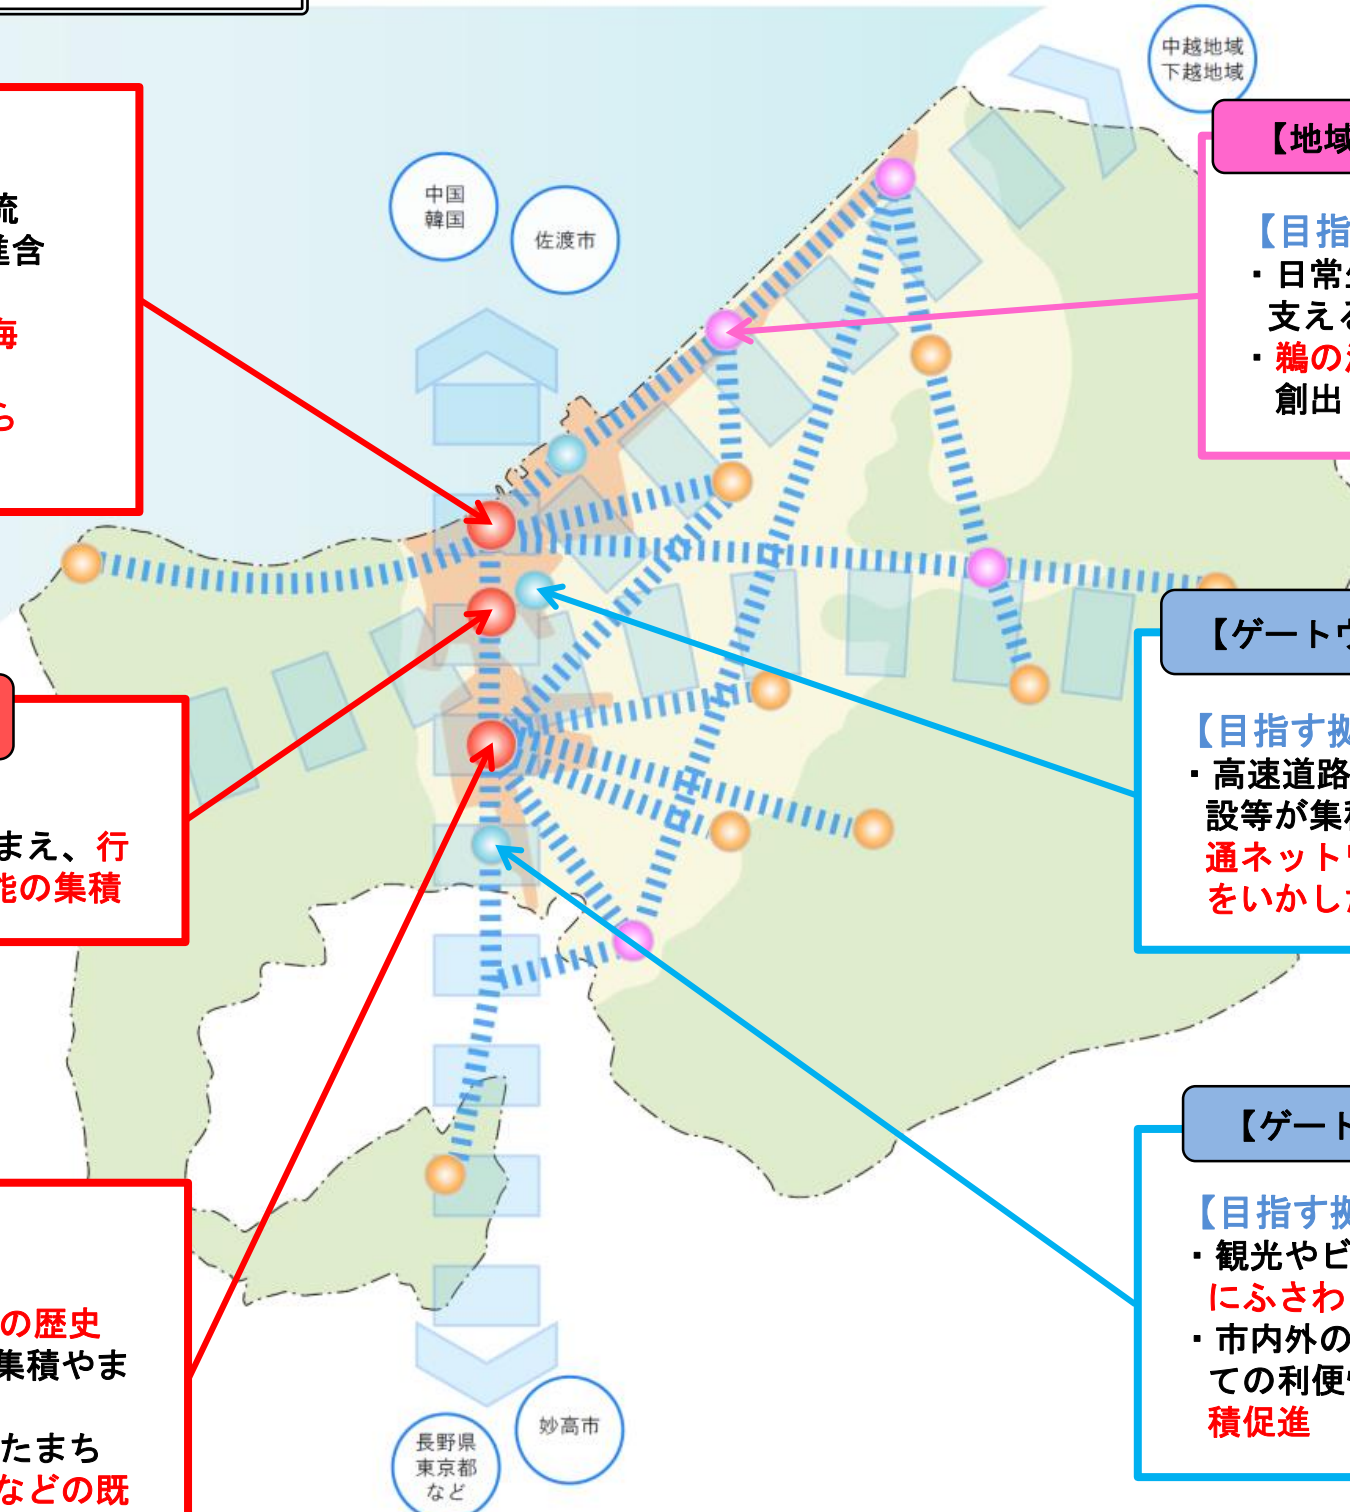 中越地域
下越地域
中国
韓国
佐渡市
流
進含
海
ら
【地域
【目指
・日常
支える
・鵜の
創出
【ゲート
【目指す拠
・高速道路
設等が集
通ネット
をいかした
まえ、行
能の集積
【ゲート
【目指す拠
・観光やビ
にふさわ
・市内外の
ての利便
積促進
の歴史
集積やま
たまち
などの既
妙高市
長野県
東京都
など